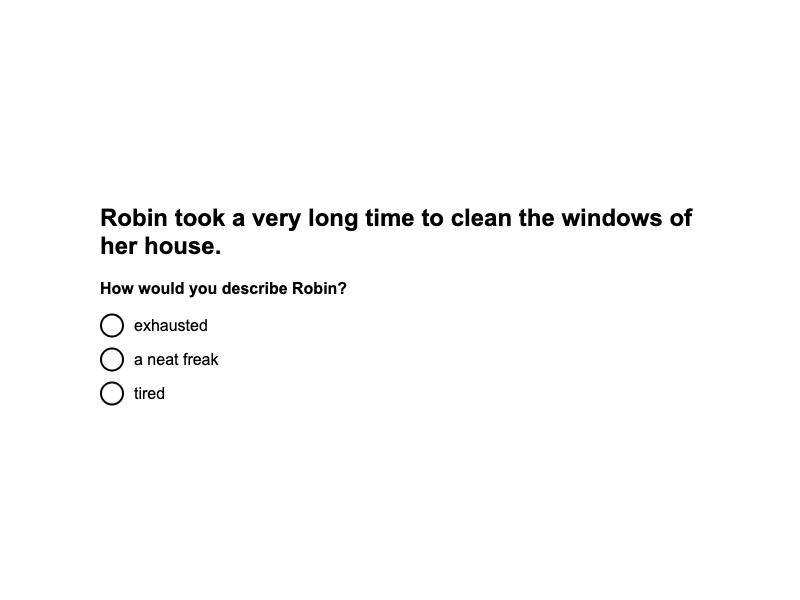 Robin took a very long time to clean the windows of
her house.
How would you describe Robin?
exhausted
a neat freak
tired